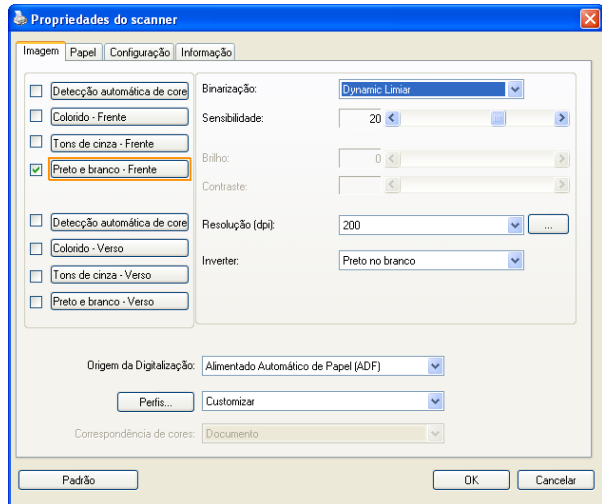 Propriedades do scanner
Imagem Papel Configuração Informação
Detecção automática de core
Colorido - Frente
Tons de cinza - Frente
Preto e branco - Frente
Detecção automática de core
Colorido - Verso
Tons de cinza - Verso
Preto e branco - Verso
Binarização: Dynamic Limiar
Sensibilidade: 20
Brilho: 0
Contraste:
Resolução (dpi): 200 ...
Inverter: Preto no branco
Origem da Digitalização: Alimentado Automático de Papel (ADF)
Perfis... Customizar
Correspondência de cores: Documento
Padrão OK Cancelar